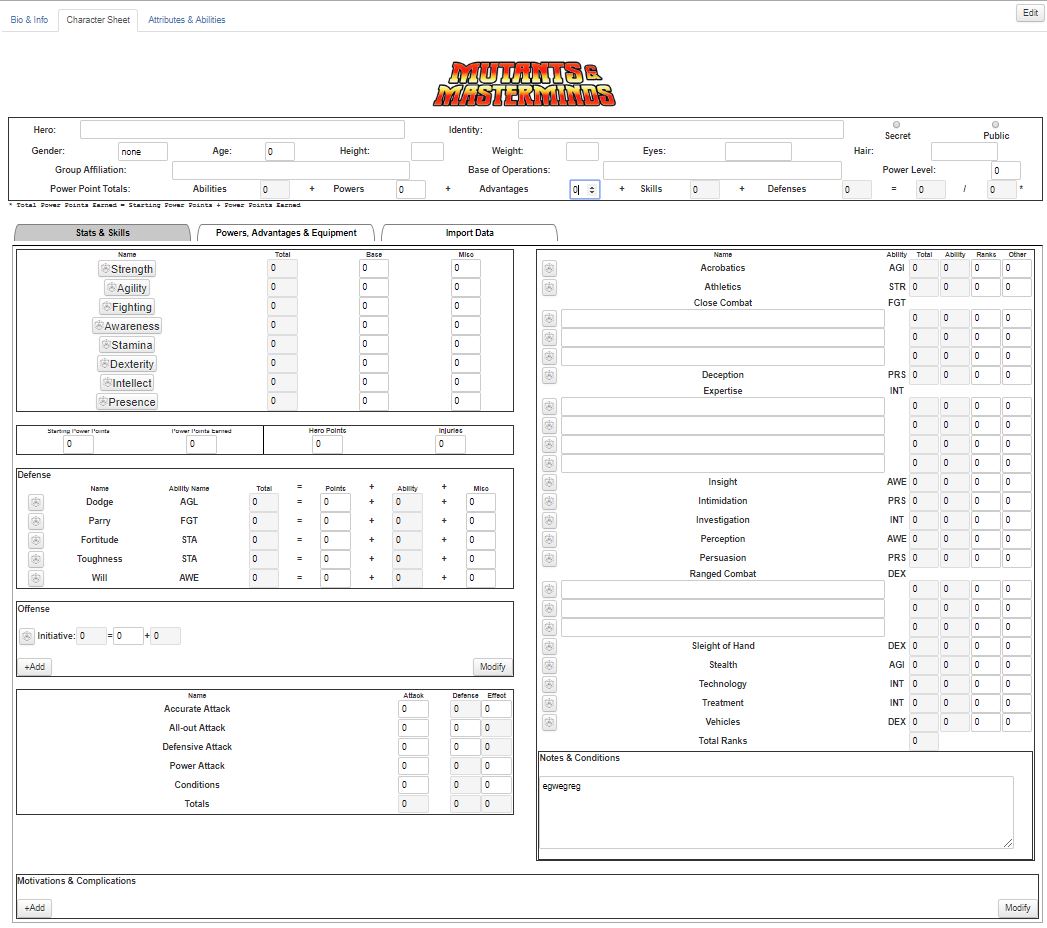 Bio & Info Character Sheet Attributes & Abilities Edit
MUTANTS &
MASTERMINDS
Hero: Identity: Secret Public
Gender: none Age: 0 Height: Weight: Eyes: Hair:
Group Affiliation: Base of Operations: Power Level: 0
Power Point Totals: Abilities 0 + Powers 0 + Advantages 0 + Skills 0 + Defenses 0 = 0 / 0 *
* Total Power Points Earned = Starting Power Points + Power Points Earned
Stats & Skills Powers, Advantages & Equipment Import Data
Name Total Base Misc
Strength 0 0 0
Agility 0 0 0
Fighting 0 0 0
Awareness 0 0 0
Stamina 0 0 0
Dexterity 0 0 0
Intellect 0 0 0
Presence 0 0 0
Starting Power Points Power Points Earned Hero Points Injuries
0 0 0 0
Defense
Name Ability Name Total = Points + Ability + Misc
Dodge AGL 0 = 0 + 0 + 0
Parry FGT 0 = 0 + 0 + 0
Fortitude STA 0 = 0 + 0 + 0
Toughness STA 0 = 0 + 0 + 0
Will AWE 0 = 0 + 0 + 0
Offense
Initiative: 0 = 0 + 0
+Add Modify
Name Attack Defense Effect
Accurate Attack 0 0 0
All-out Attack 0 0 0
Defensive Attack 0 0 0
Power Attack 0 0 0
Conditions 0 0 0
Totals 0 0 0
Name Ability Total Ability Ranks Other
Acrobatics AGI 0 0 0 0
Athletics STR 0 0 0 0
Close Combat FGT
0 0 0 0
0 0 0 0
0 0 0 0
Deception PRS 0 0 0 0
Expertise INT
0 0 0 0
0 0 0 0
0 0 0 0
0 0 0 0
Insight AWE 0 0 0 0
Intimidation PRS 0 0 0 0
Investigation INT 0 0 0 0
Perception AWE 0 0 0 0
Persuasion PRS 0 0 0 0
Ranged Combat DEX
0 0 0 0
0 0 0 0
0 0 0 0
Sleight of Hand DEX 0 0 0 0
Stealth AGI 0 0 0 0
Technology INT 0 0 0 0
Treatment INT 0 0 0 0
Vehicles DEX 0 0 0 0
Total Ranks 0
Notes & Conditions
egwegreg
Motivations & Complications
+Add Modify